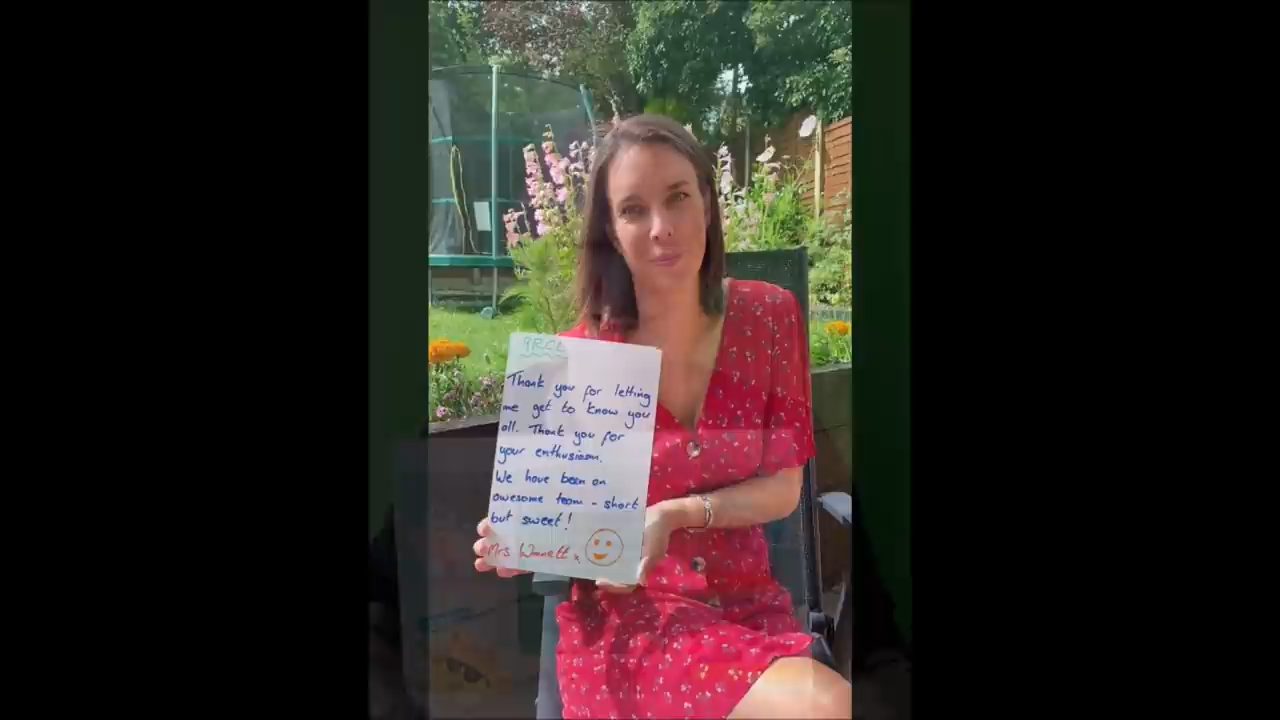 Thank you for letting
me get to know you
all. Thank you for
your enthusiasm.
We have been an
awesome team - short
but sweet!
Mrs Winnett x